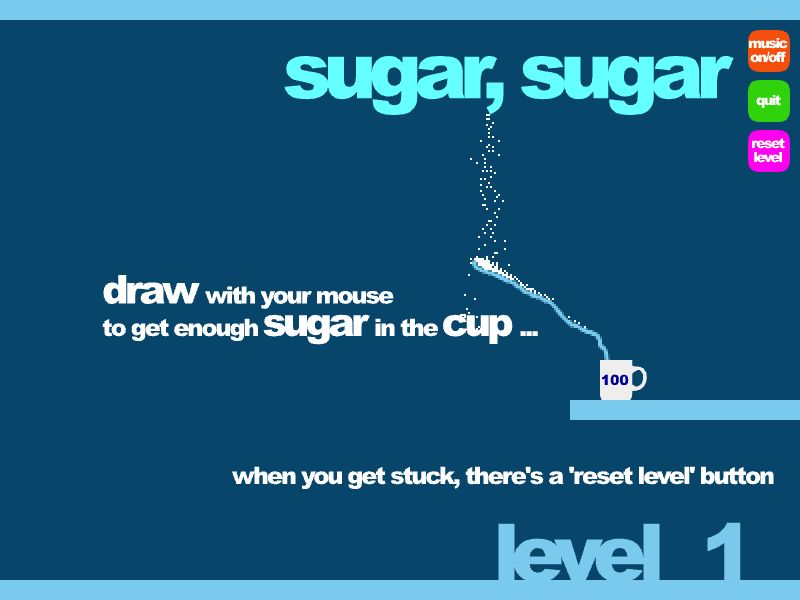 sugar, sugar
music
on/off
quit
reset
level
draw with your mouse
to get enough sugar in the cup ...
100
when you get stuck, there's a 'reset level' button
level 1